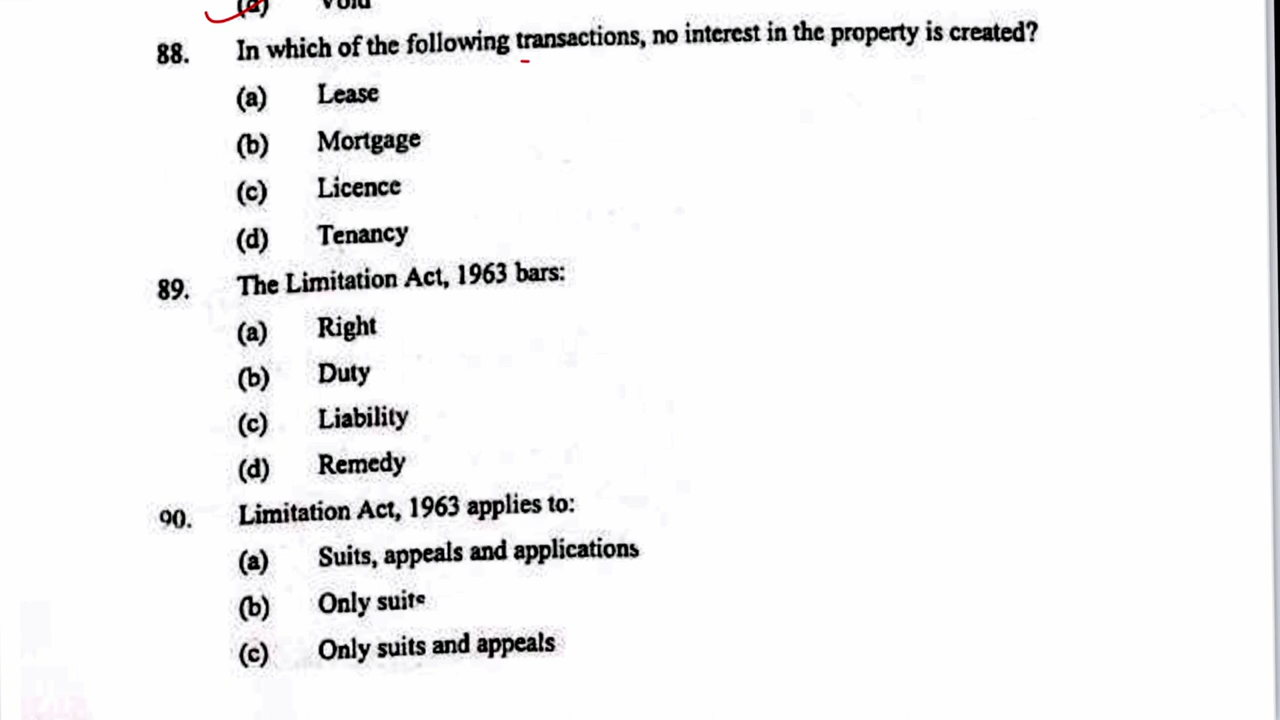 (d) Void
88. In which of the following transactions, no interest in the property is created?
(a) Lease
(b) Mortgage
(c) Licence
(d) Tenancy
89. The Limitation Act, 1963 bars:
(a) Right
(b) Duty
(c) Liability
(d) Remedy
90. Limitation Act, 1963 applies to:
(a) Suits, appeals and applications
(b) Only suits
(c) Only suits and appeals